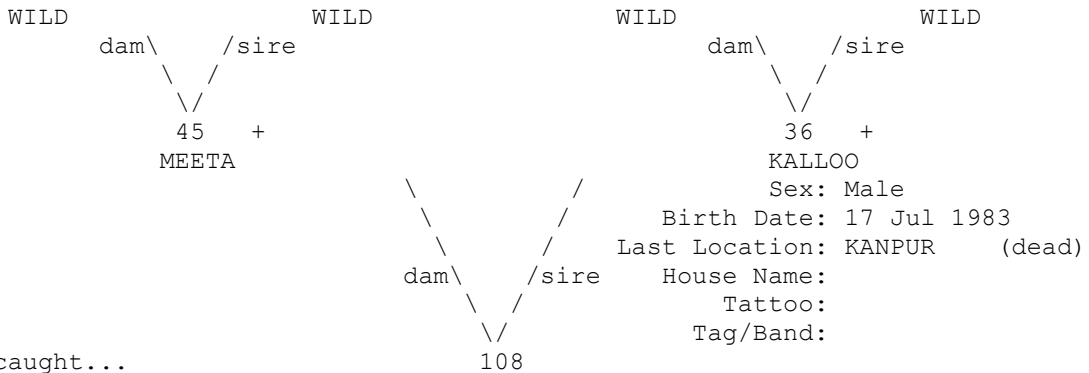 WILD WILD WILD WILD
dam\ /sire dam\ /sire
\ / \ /
\/ \/
45 + 36 +
MEETA KALLOO
\ / Sex: Male
\ / Birth Date: 17 Jul 1983
\ / Last Location: KANPUR (dead)
dam\ /sire House Name:
\ / Tattoo:
\/ Tag/Band:
caught... 108